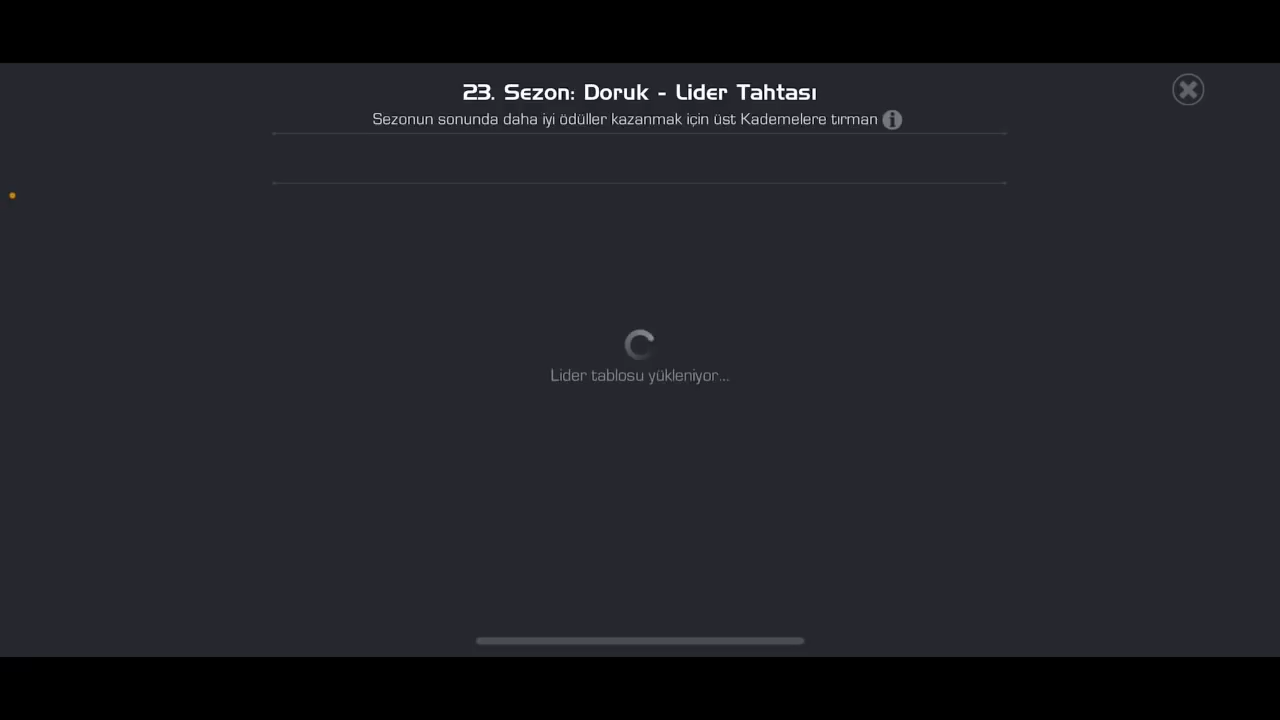 23. Sezon: Doruk - Lider Tahtası
Sezonun sonunda daha iyi ödüller kazanmak için üst Kademelere tırman
Lider tablosu yükleniyor...